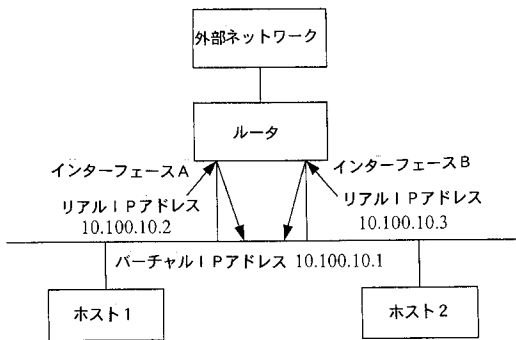 外部ネットワーク
ルータ
インターフェースA
インターフェースB
リアルIPアドレス
10.100.10.2
リアルIPアドレス
10.100.10.3
バーチャルIPアドレス 10.100.10.1
ホスト1
ホスト2